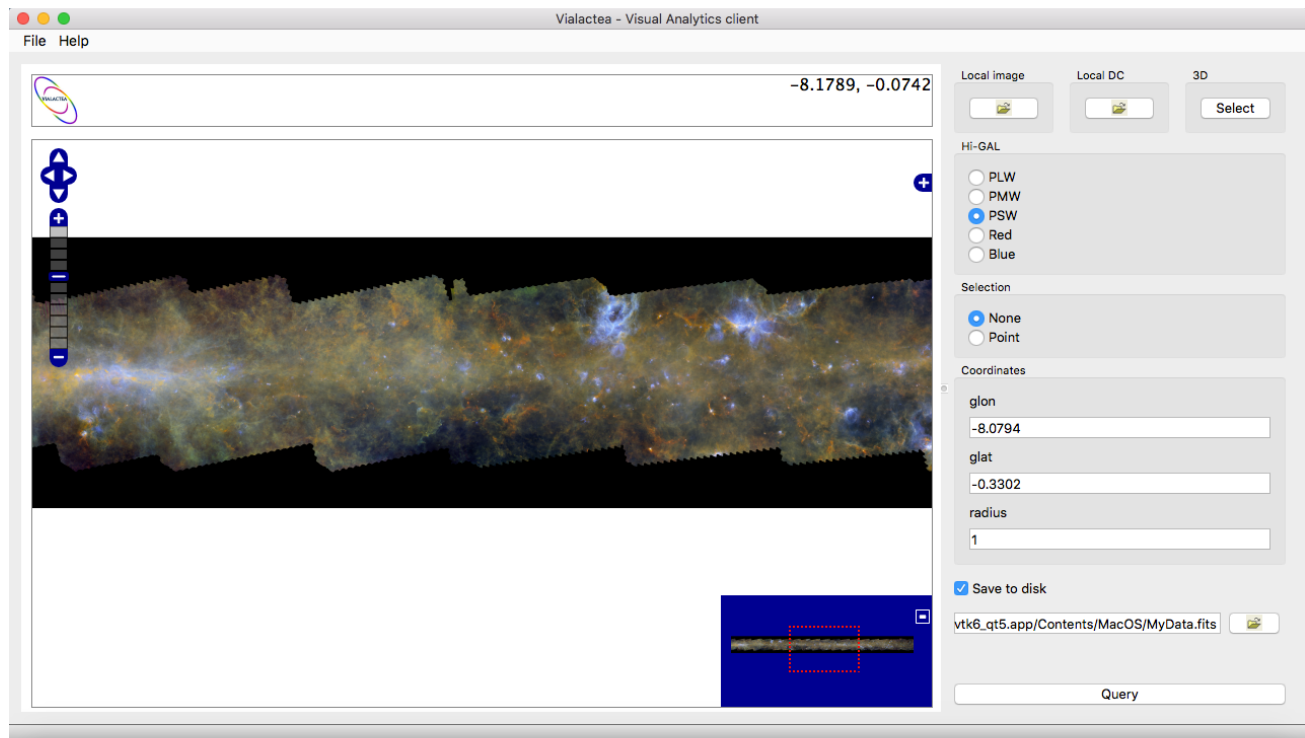 Vialactea - Visual Analytics client
File Help
VIALACTEA
-8.1789, -0.0742
Local image Local DC 3D
Select
Hi-GAL
PLW
PMW
PSW
Red
Blue
Selection
None
Point
Coordinates
glon
-8.0794
glat
-0.3302
radius
1
Save to disk
vtk6_qt5.app/Contents/MacOS/MyData.fits
Query